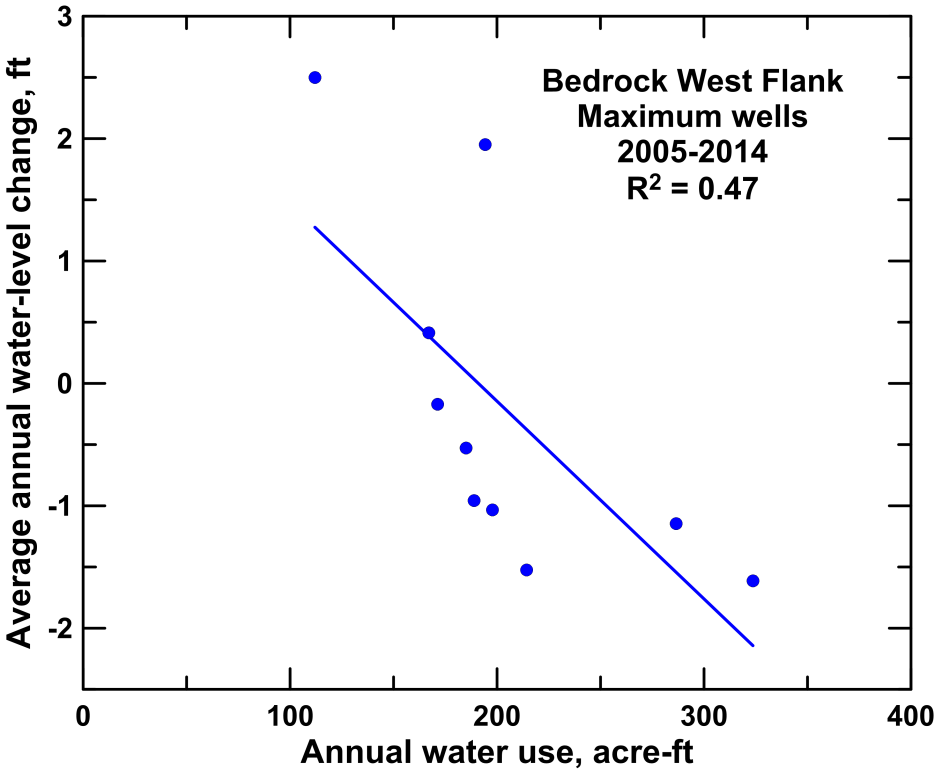 Bedrock West Flank
Maximum wells
2005-2014
R² = 0.47
Average annual water-level change, ft
3
2
1
0
-1
-2
0 100 200 300 400
Annual water use, acre-ft